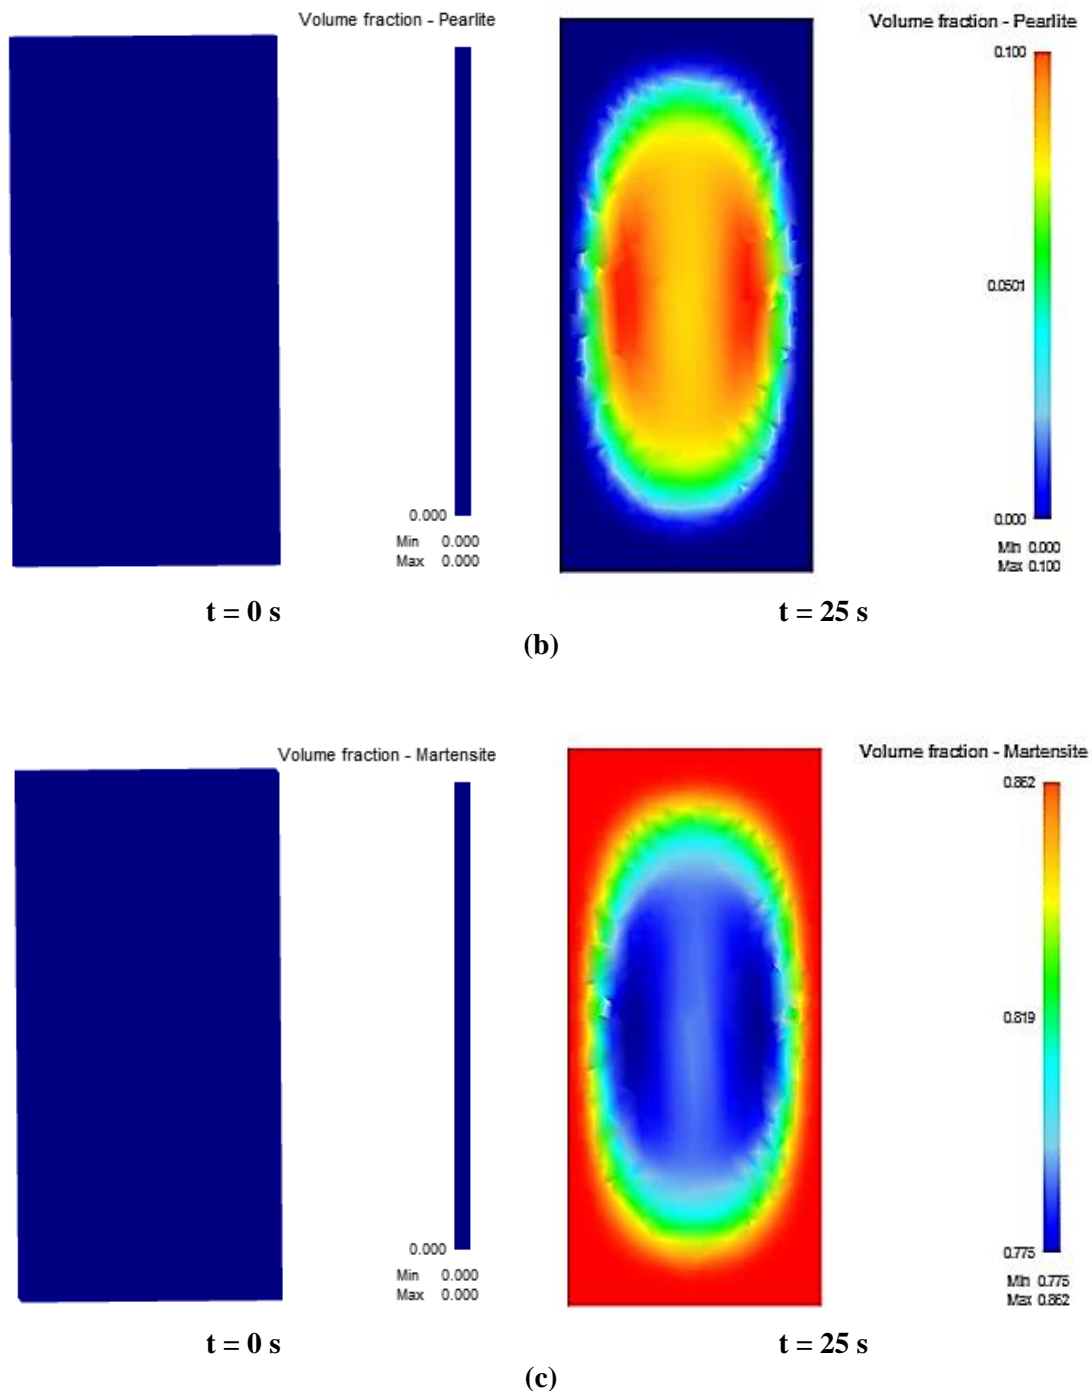 Volume fraction - Pearlite
0.000
Min 0.000
Max 0.000
t = 0 s
Volume fraction - Pearlite
0.100
0.0501
0.000
Min 0.000
Max 0.100
t = 25 s
(b)
Volume fraction - Martensite
0.000
Min 0.000
Max 0.000
t = 0 s
Volume fraction - Martensite
0.862
0.819
0.775
Min 0.775
Max 0.862
t = 25 s
(c)